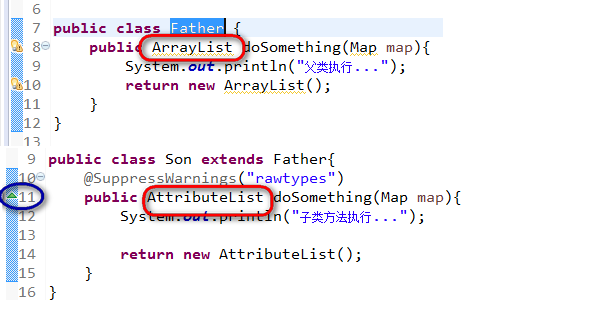 6
7 public class Father {
8 public ArrayList doSomething(Map map){
9 System.out.println("父类执行...");
10 return new ArrayList();
11 }
12 }
13
9 public class Son extends Father{
10 @SuppressWarnings("rawtypes")
11 public AttributeList doSomething(Map map){
12 System.out.println("子类方法执行...");
13
14 return new AttributeList();
15 }
16 }